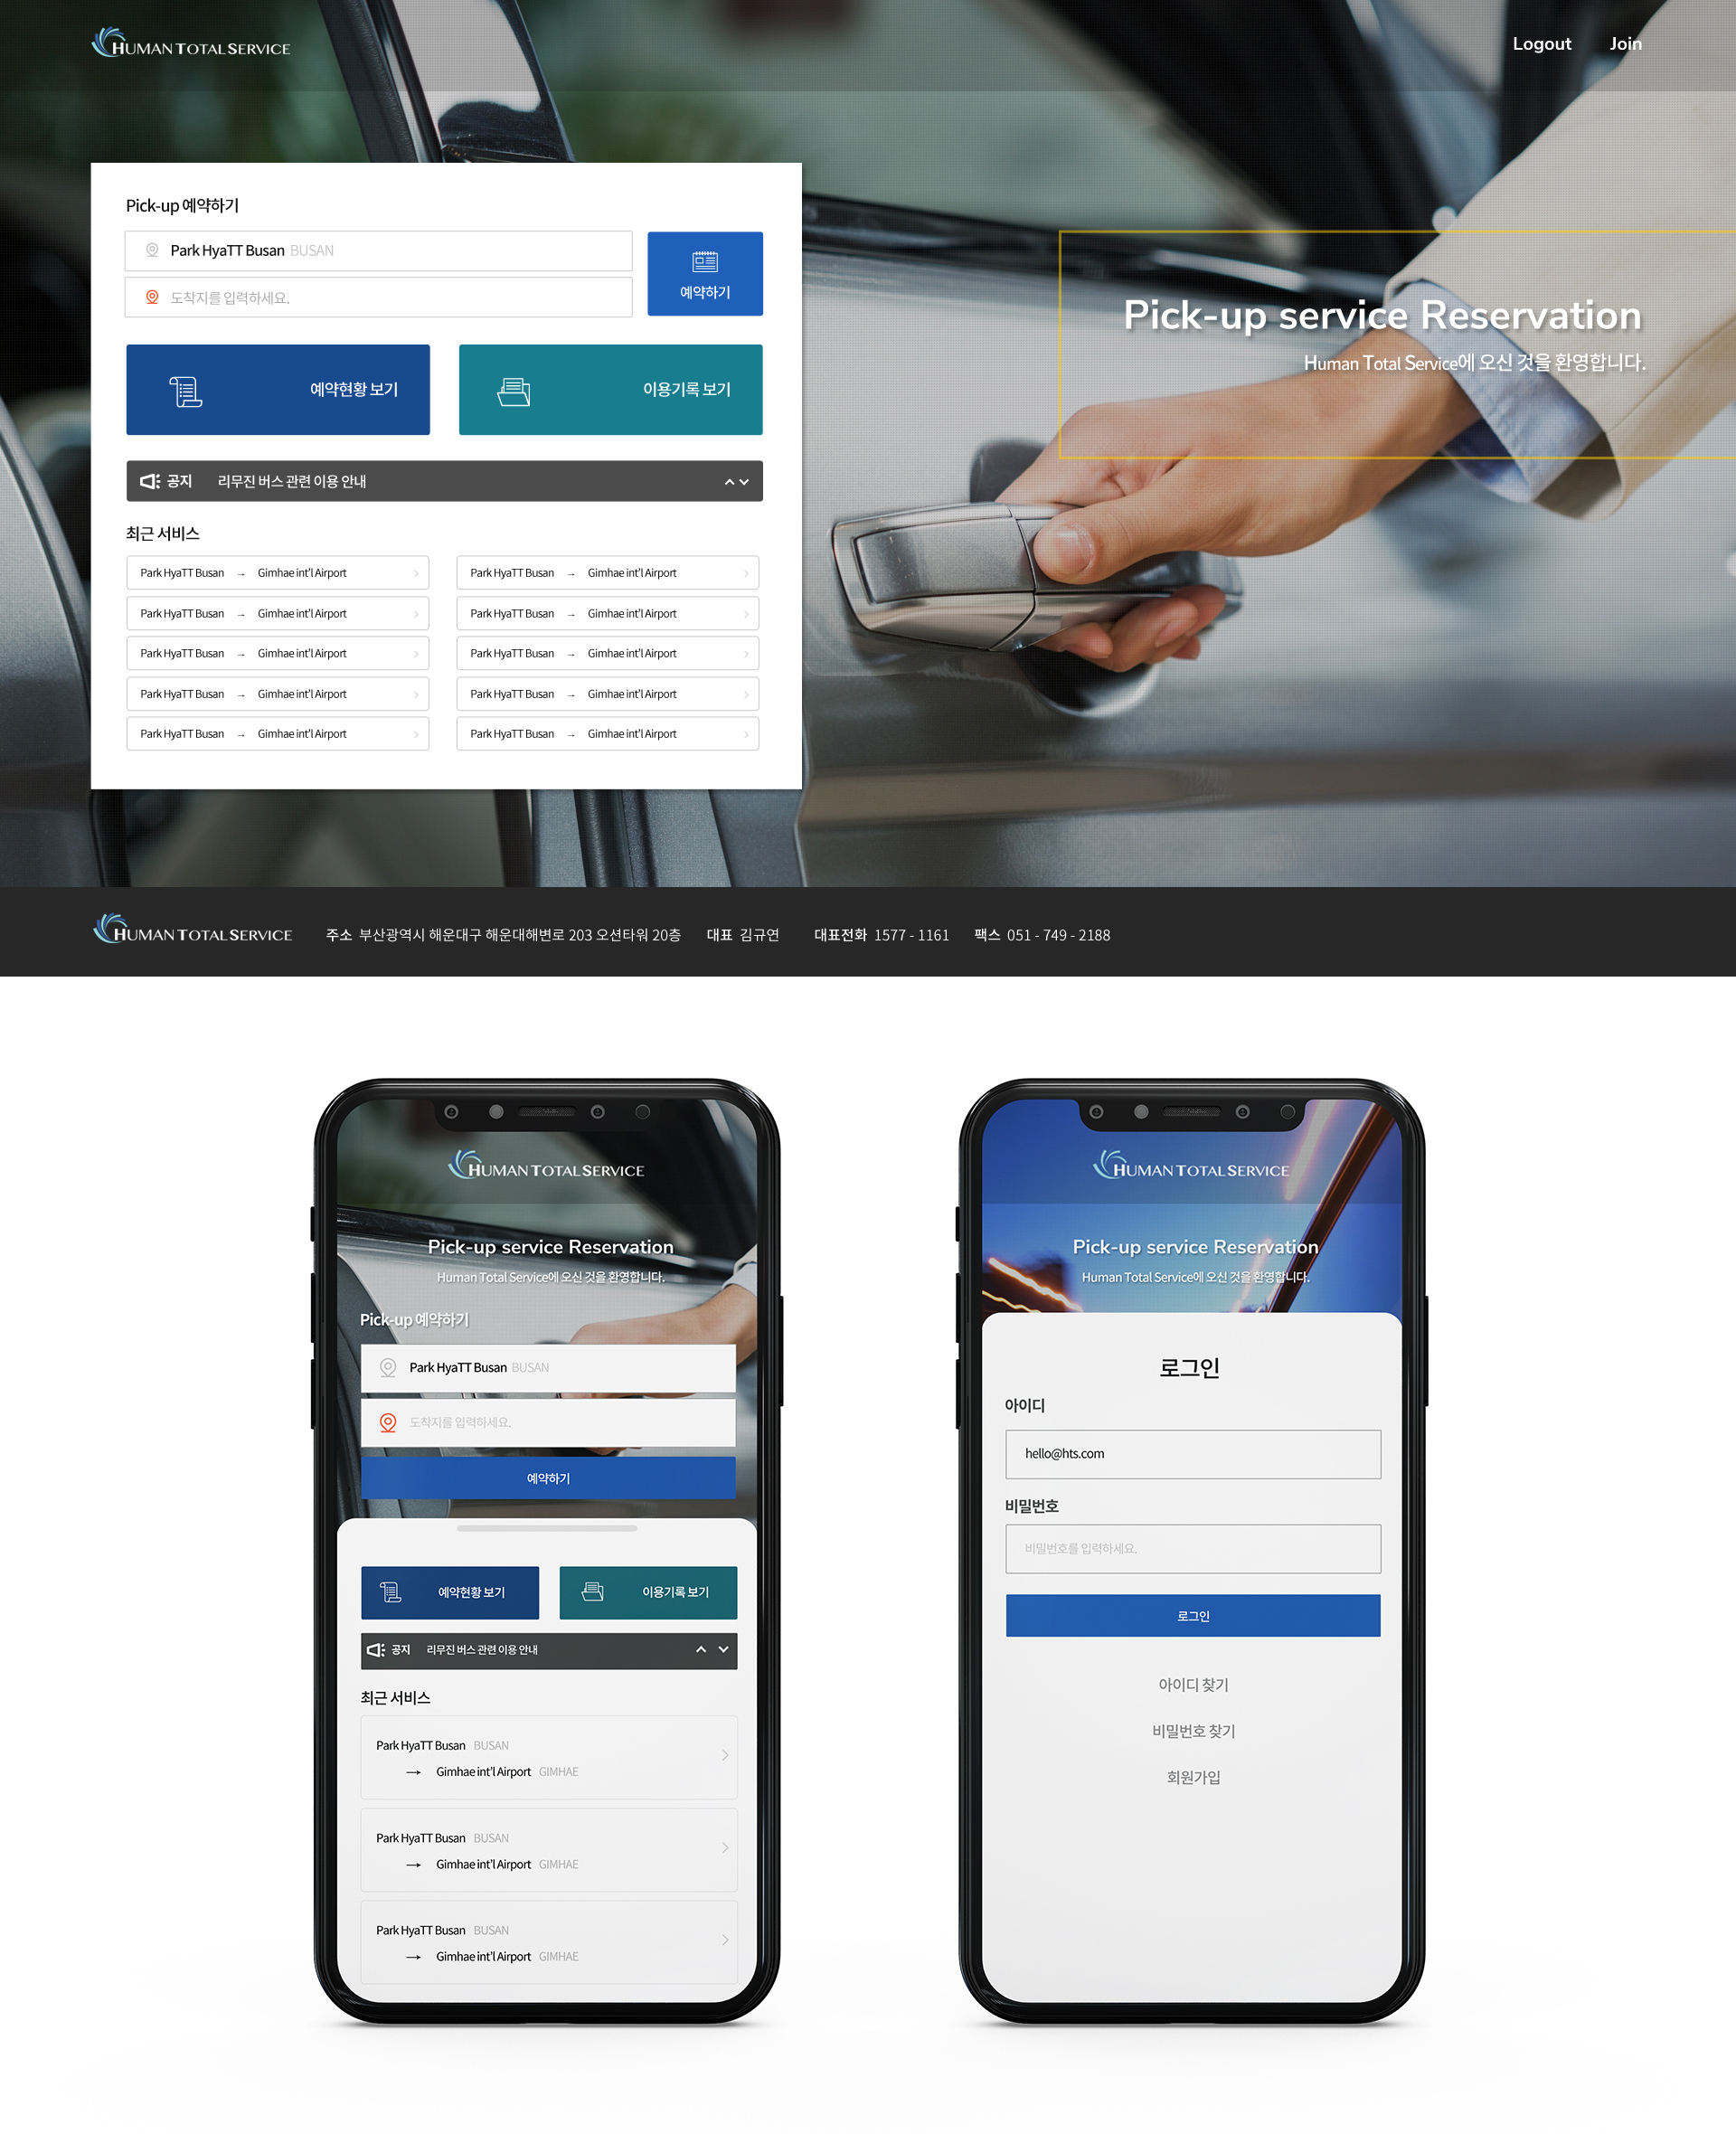 HUMAN TOTAL SERVICE
Logout Join
Pick-up 예약하기
Park HyaTT Busan BUSAN
도착지를 입력하세요.
예약하기
예약현황 보기
이용기록 보기
공지 리무진 버스 관련 이용 안내
최근 서비스
Park HyaTT Busan → Gimhae int'l Airport
Park HyaTT Busan → Gimhae int'l Airport
Park HyaTT Busan → Gimhae int'l Airport
Park HyaTT Busan → Gimhae int'l Airport
Park HyaTT Busan → Gimhae int'l Airport
Park HyaTT Busan → Gimhae int'l Airport
Park HyaTT Busan → Gimhae int'l Airport
Park HyaTT Busan → Gimhae int'l Airport
Park HyaTT Busan → Gimhae int'l Airport
Park HyaTT Busan → Gimhae int'l Airport
Pick-up service Reservation
Human Total Service에 오신 것을 환영합니다.
HUMAN TOTAL SERVICE
주소 부산광역시 해운대구 해운대해변로 203 오션타워 20층 대표 김규연 대표전화 1577 - 1161 팩스 051 - 749 - 2188
HUMAN TOTAL SERVICE
Pick-up service Reservation
Human Total Service에 오신 것을 환영합니다.
Pick-up 예약하기
Park HyaTT Busan BUSAN
도착지를 입력하세요.
예약하기
예약현황 보기
이용기록 보기
공지 리무진 버스 관련 이용 안내
최근 서비스
Park HyaTT Busan BUSAN
→ Gimhae int'l Airport GIMHAE
Park HyaTT Busan BUSAN
→ Gimhae int'l Airport GIMHAE
Park HyaTT Busan BUSAN
→ Gimhae int'l Airport GIMHAE
HUMAN TOTAL SERVICE
Pick-up service Reservation
Human Total Service에 오신 것을 환영합니다.
로그인
아이디
hello@hts.com
비밀번호
비밀번호를 입력하세요.
로그인
아이디 찾기
비밀번호 찾기
회원가입